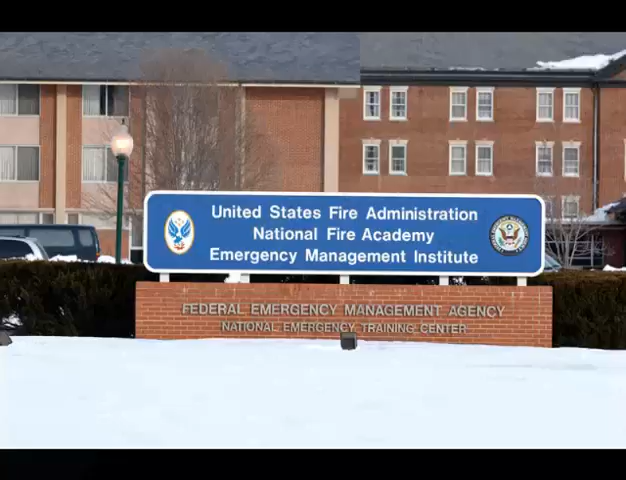 United States Fire Administration
National Fire Academy
Emergency Management Institute
FEDERAL EMERGENCY MANAGEMENT AGENCY
NATIONAL EMERGENCY TRAINING CENTER